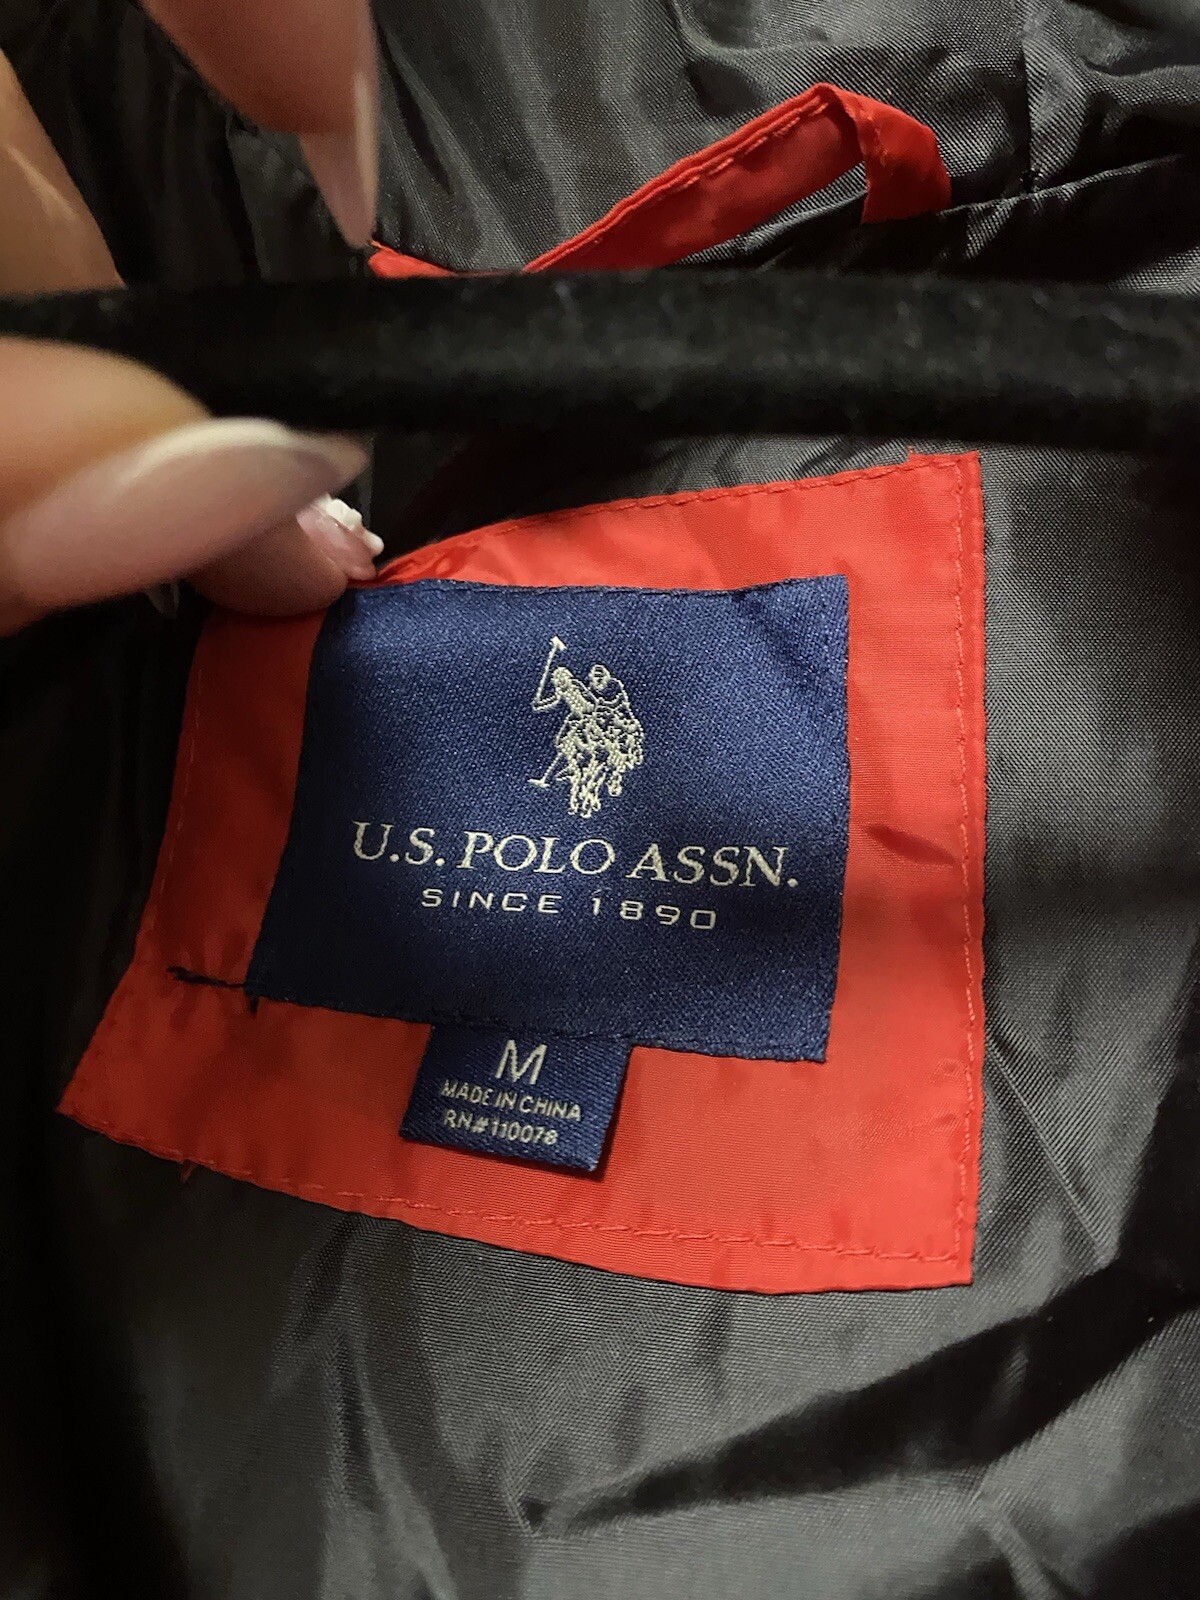 U.S. POLO ASSN.
SINCE 1890
M
MADE IN CHINA
RN#110078